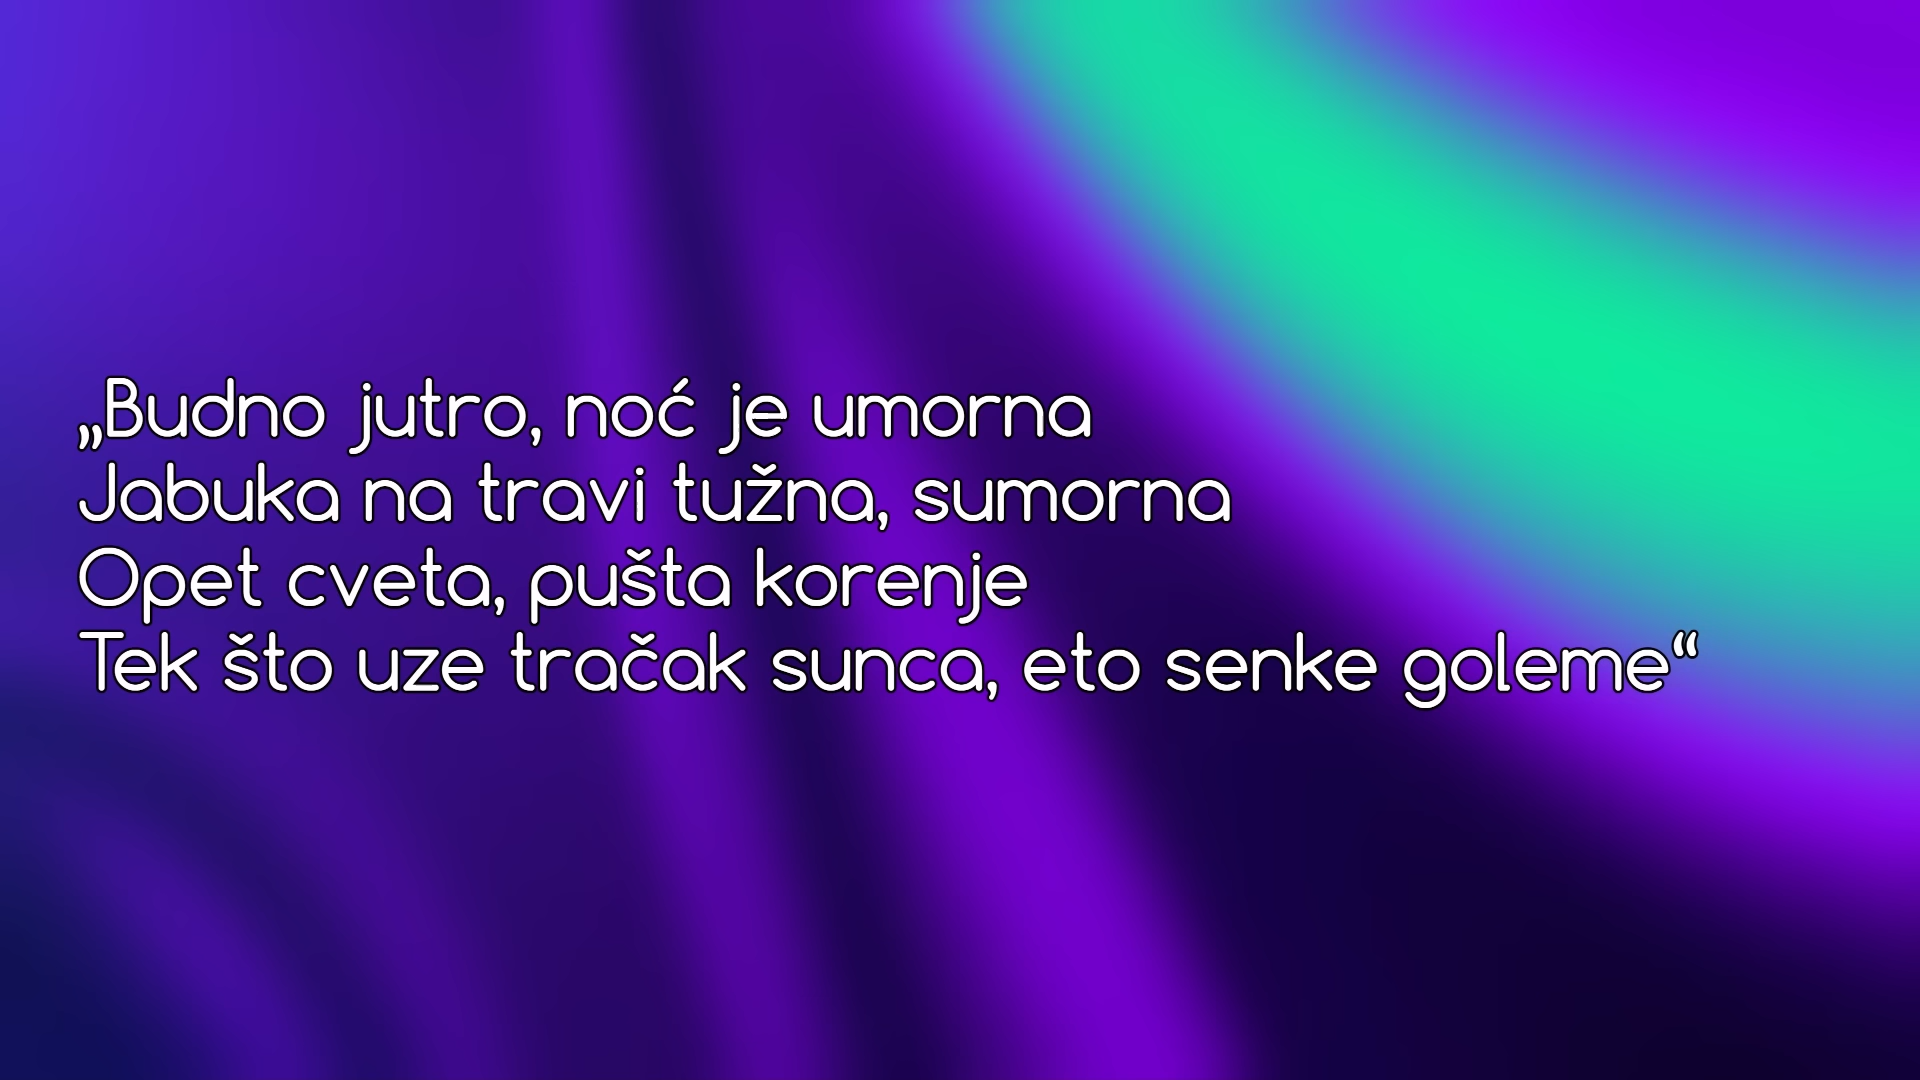 „Budno jutro, noć je umorna
Jabuka na travi tužna, sumorna
Opet cveta, pušta korenje
Tek što uze tračak sunca, eto senke goleme“